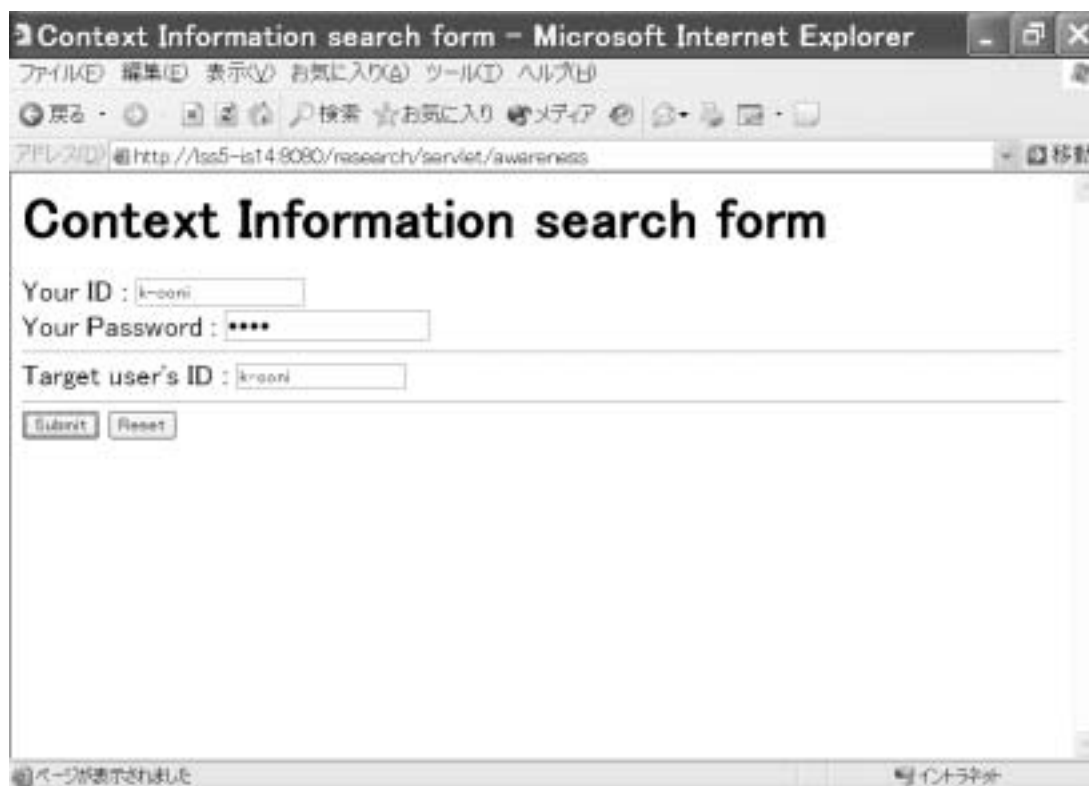 Context Information search form - Microsoft Internet Explorer
ファイル(E) 編集(E) 表示(V) お気に入り(A) ツール(T) ヘルプ(H)
戻る 検索 お気に入り メディア
アドレス(D) http://lss5-is14:8080/research/servlet/awareness 移動
Context Information search form
Your ID : k-ooni
Your Password : ••••
Target user's ID : k-ooni
Submit Reset
ページが表示されました イントラネット